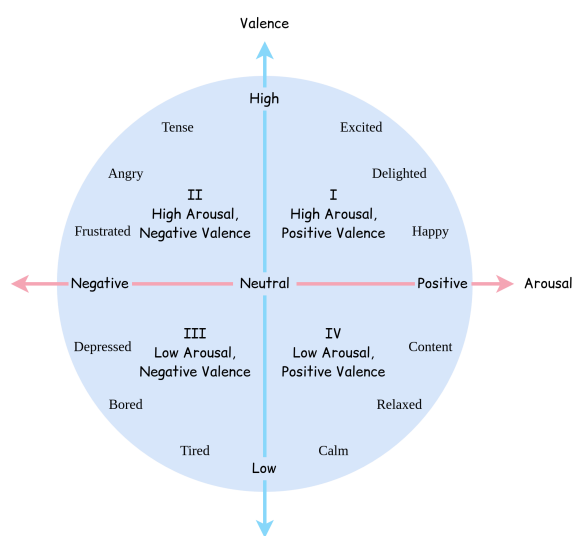 Valence
High
Tense
Excited
Angry
Delighted
II
High Arousal,
Negative Valence
I
High Arousal,
Positive Valence
Frustrated
Happy
Negative
Neutral
Positive
Arousal
III
Low Arousal,
Negative Valence
IV
Low Arousal,
Positive Valence
Depressed
Content
Bored
Relaxed
Tired
Calm
Low